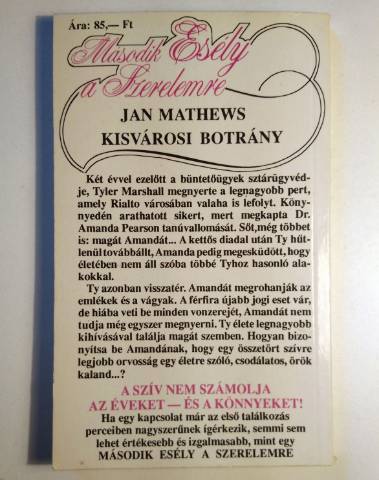 Ára: 85,— Ft
Második Esély
a Szerelemre
JAN MATHEWS
KISVÁROSI BOTRÁNY
Két évvel ezelőtt a büntetőügyek sztárügyvéd-
je, Tyler Marshall megnyerte a legnagyobb pert,
amely Rialto városában valaha is lefolyt. Köny-
nyedén arathatott sikert, mert megkapta Dr.
Amanda Pearson tanúvallomását. Sőt,még többet
is: magát Amandát... A kettős diadal után Ty hűt-
lenül továbbállt, Amanda pedig megesküdött, hogy
életében nem áll szóba többé Tyhoz hasonló ala-
kokkal.
Ty azonban visszatér. Amandát megrohanják az
emlékek és a vágyak. A férfira újabb jogi eset vár,
de hiába veti be minden vonzerejét, Amandát nem
tudja még egyszer megnyerni. Ty élete legnagyobb
kihívásával találja magát szemben. Hogyan bizo-
nyítsa be Amandának, hogy egy összetört szívre
legjobb orvosság egy életre szóló, csodálatos, örök
kaland...?
A SZÍV NEM SZÁMOLJA
AZ ÉVEKET — ÉS A KÖNNYEKET!
Ha egy kapcsolat már az első találkozás
perceiben nagyszerűnek ígérkezik, semmi sem
lehet értékesebb és izgalmasabb, mint egy
MÁSODIK ESÉLY A SZERELEMRE